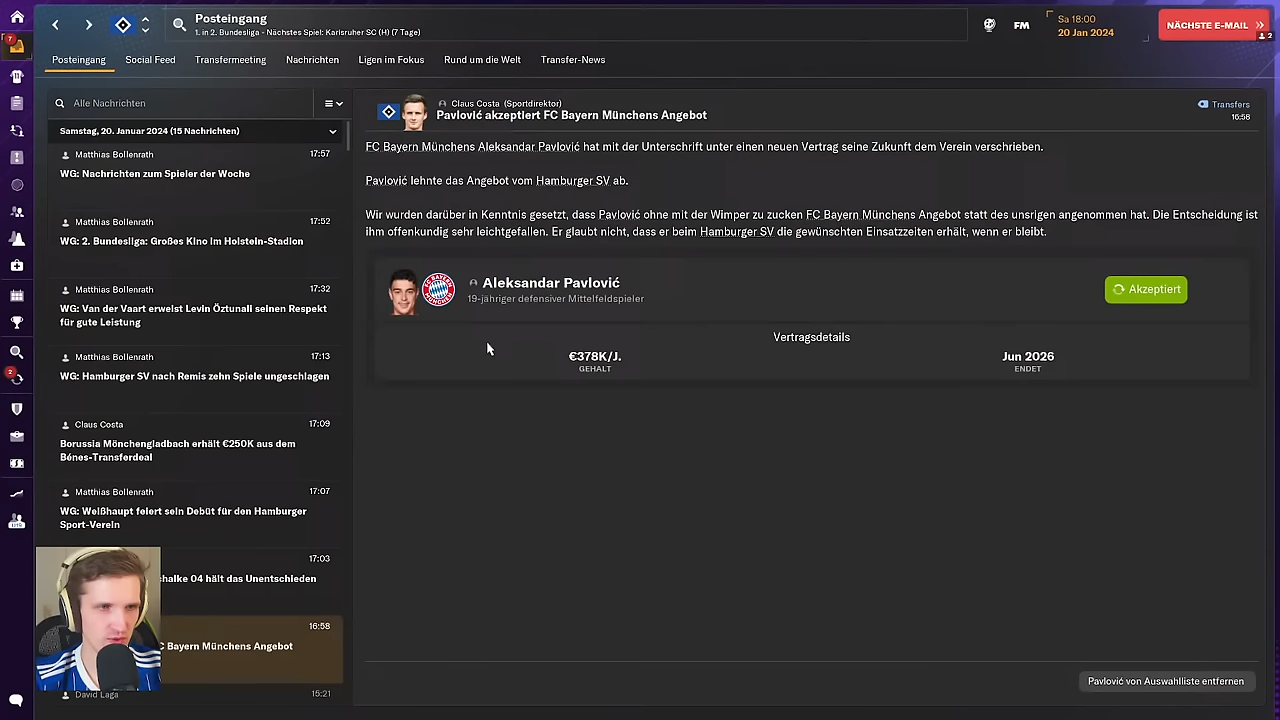 Posteingang
1. in 2. Bundesliga - Nächstes Spiel: Karlsruher SC (H) (7 Tage)
FM
Sa 18:00
20 Jan 2024
NÄCHSTE E-MAIL
2
7
Posteingang
Social Feed
Transfermeeting
Nachrichten
Ligen im Fokus
Rund um die Welt
Transfer-News
Alle Nachrichten
Samstag, 20. Januar 2024 (15 Nachrichten)
Matthias Bollenrath 17:57
WG: Nachrichten zum Spieler der Woche
Matthias Bollenrath 17:52
WG: 2. Bundesliga: Großes Kino im Holstein-Stadion
Matthias Bollenrath 17:32
WG: Van der Vaart erweist Levin Öztunali seinen Respekt
für gute Leistung
Matthias Bollenrath 17:13
WG: Hamburger SV nach Remis zehn Spiele ungeschlagen
2
Claus Costa 17:09
Borussia Mönchengladbach erhält €250K aus dem
Bénes-Transferdeal
Matthias Bollenrath 17:07
WG: Weißhaupt feiert sein Debüt für den Hamburger
Sport-Verein
17:03
chalke 04 hält das Unentschieden
16:58
C Bayern Münchens Angebot
David Laga 15:21
Claus Costa (Sportdirektor)
Pavlović akzeptiert FC Bayern Münchens Angebot
Transfers
16:58
FC Bayern Münchens Aleksandar Pavlović hat mit der Unterschrift unter einen neuen Vertrag seine Zukunft dem Verein verschrieben.
Pavlović lehnte das Angebot vom Hamburger SV ab.
Wir wurden darüber in Kenntnis gesetzt, dass Pavlović ohne mit der Wimper zu zucken FC Bayern Münchens Angebot statt des unsrigen angenommen hat. Die Entscheidung ist
ihm offenkundig sehr leichtgefallen. Er glaubt nicht, dass er beim Hamburger SV die gewünschten Einsatzzeiten erhält, wenn er bleibt.
Aleksandar Pavlović
19-jähriger defensiver Mittelfeldspieler
Akzeptiert
Vertragsdetails
€378K/J.
GEHALT
Jun 2026
ENDET
Pavlović von Auswahlliste entfernen